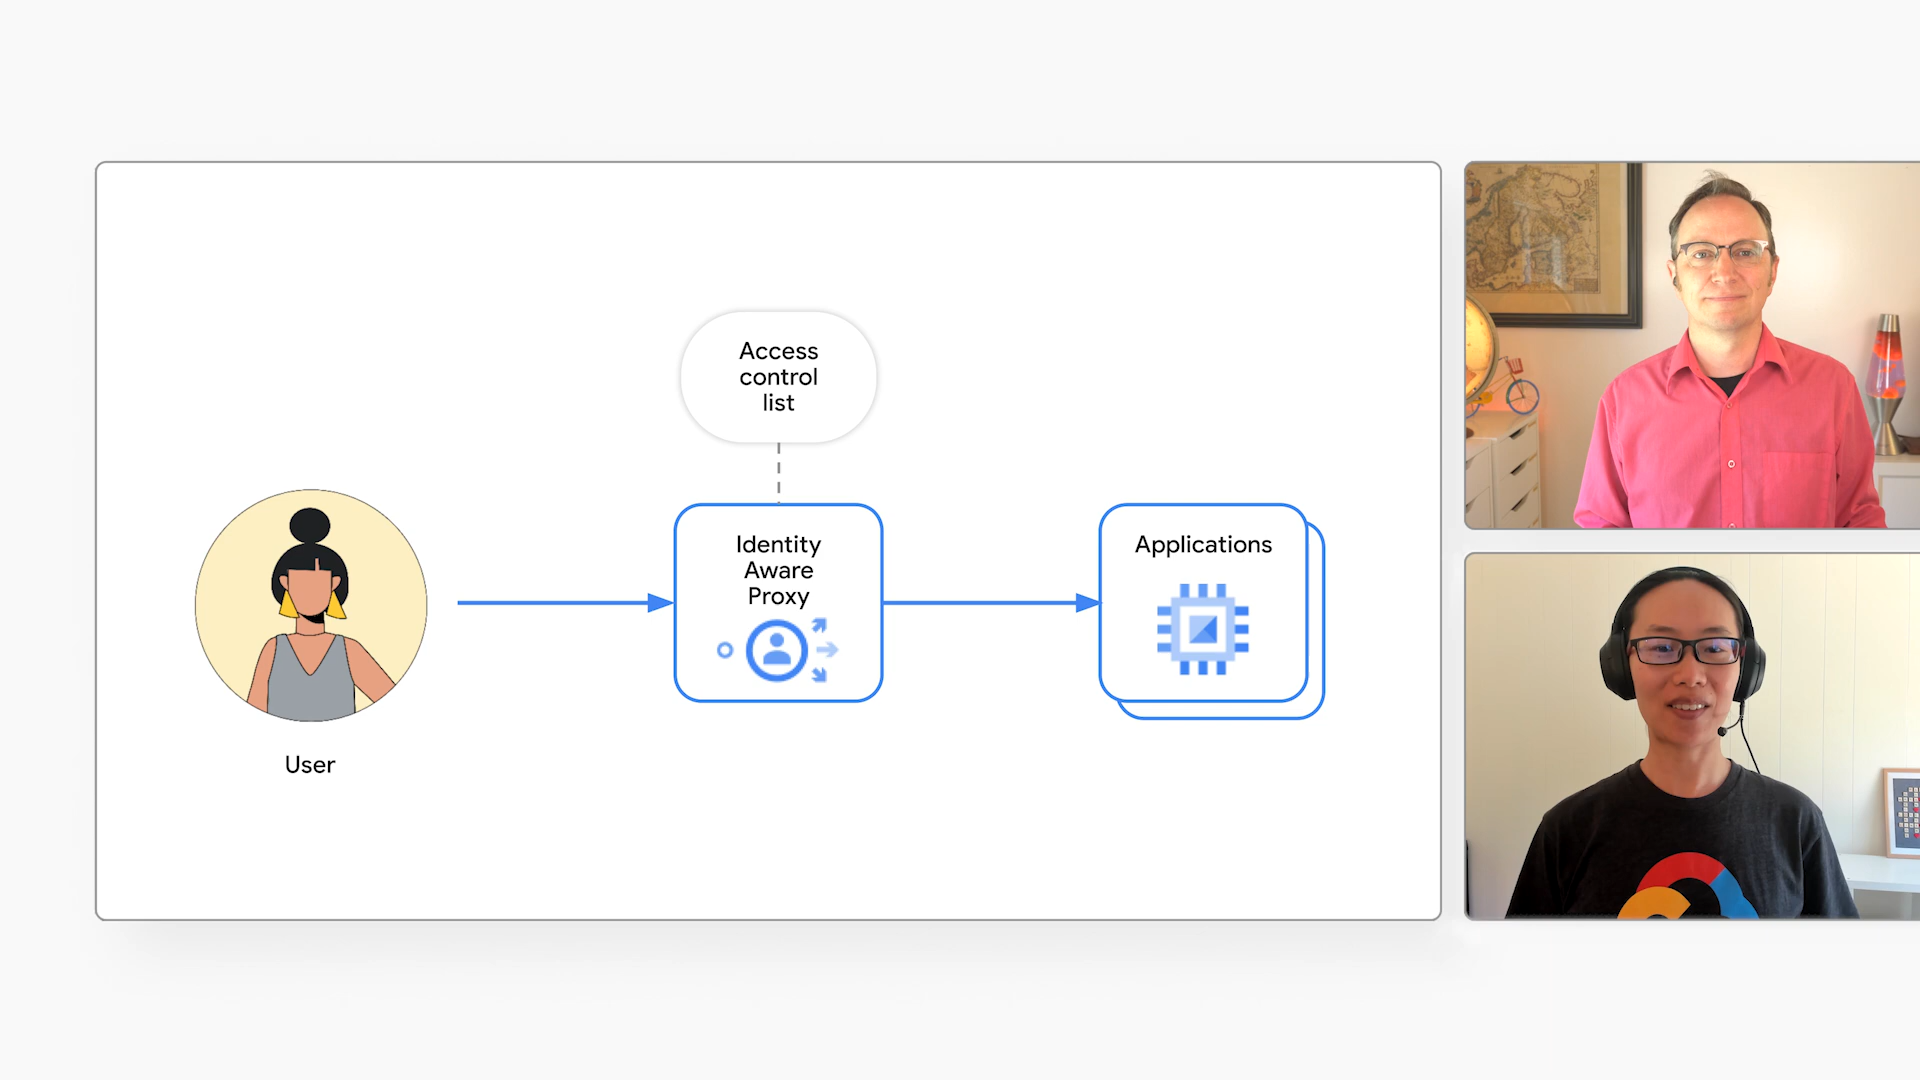 Access
control
list
Identity
Aware
Proxy
Applications
User